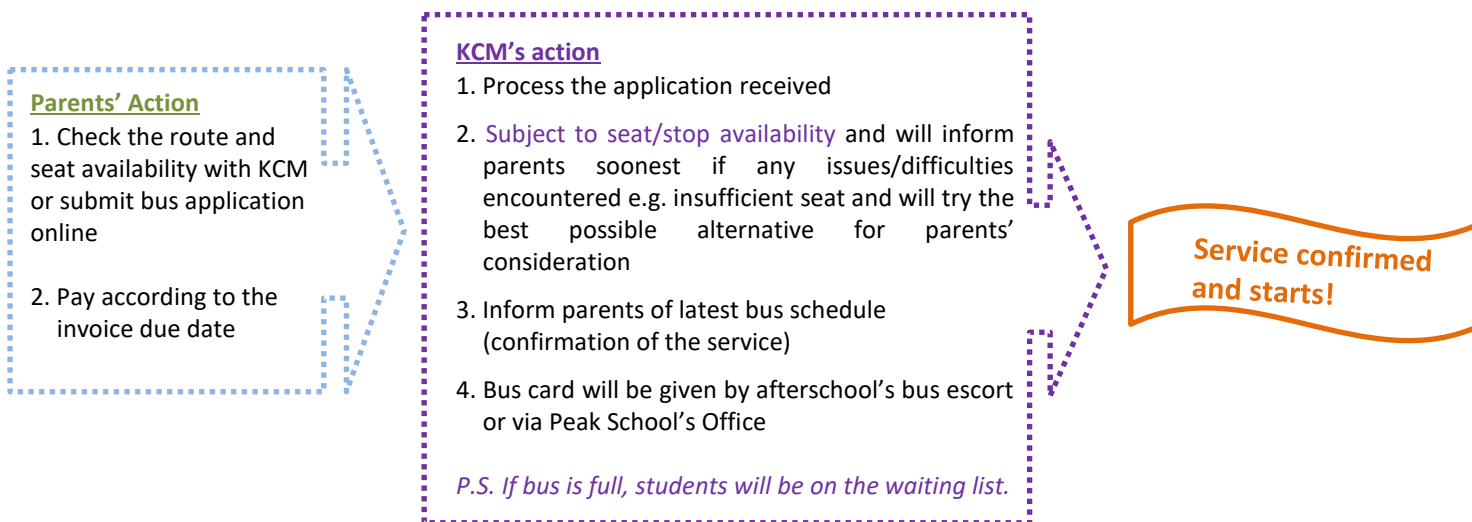 Parents’ Action
1. Check the route and
seat availability with KCM
or submit bus application
online
2. Pay according to the
invoice due date
KCM’s action
1. Process the application received
2. Subject to seat/stop availability and will inform
parents soonest if any issues/difficulties
encountered e.g. insufficient seat and will try the
best possible alternative for parents’
consideration
3. Inform parents of latest bus schedule
(confirmation of the service)
4. Bus card will be given by afterschool’s bus escort
or via Peak School’s Office
P.S. If bus is full, students will be on the waiting list.
Service confirmed
and starts!